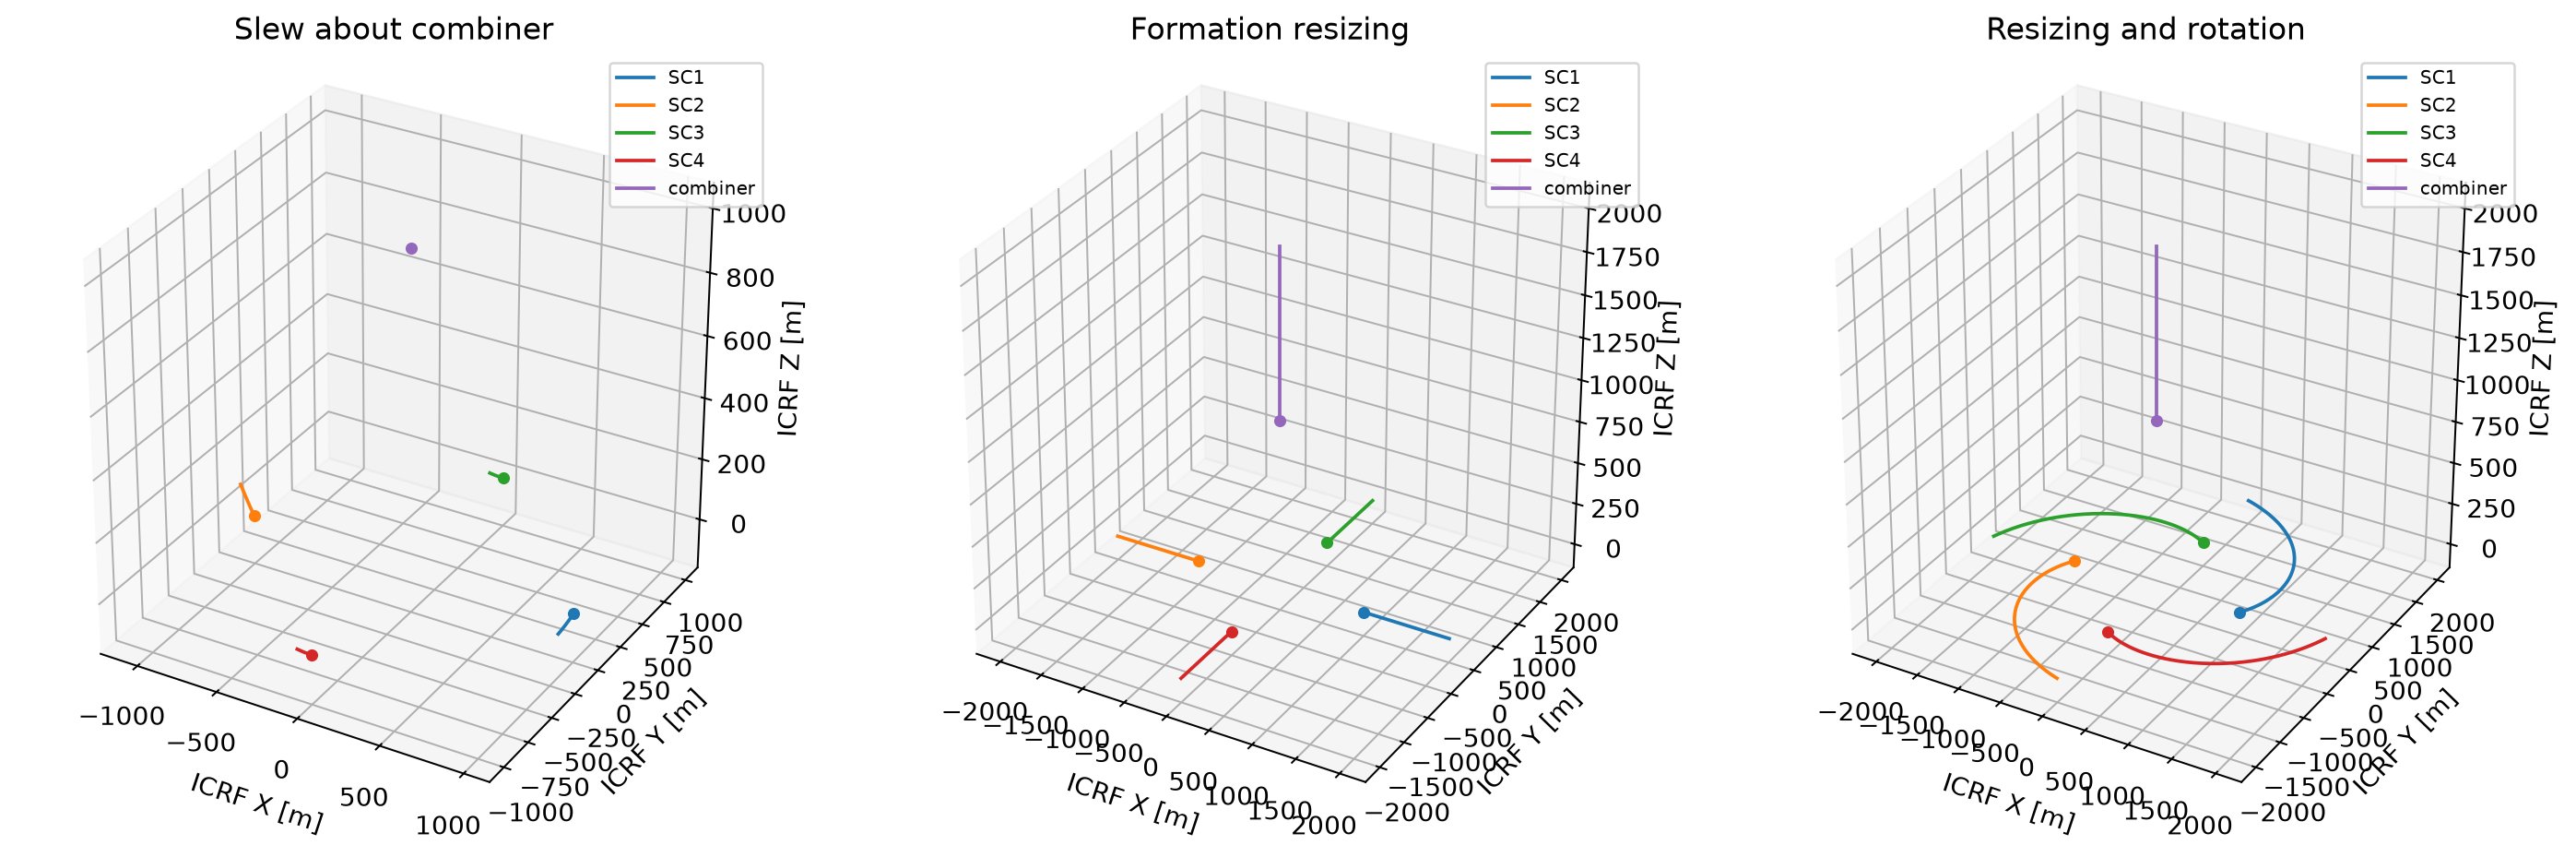 Slew about combiner
SC1
SC2
SC3
SC4
combiner
1000
800
600
400
200
0
ICRF Z [m]
1000
750
500
250
0
−250
−500
−750
−1000
ICRF Y [m]
−1000
−500
0
500
1000
ICRF X [m]
Formation resizing
SC1
SC2
SC3
SC4
combiner
2000
1750
1500
1250
1000
750
500
250
0
ICRF Z [m]
2000
1500
1000
500
0
−500
−1000
−1500
−2000
ICRF Y [m]
−2000
−1500
−1000
−500
0
500
1000
1500
2000
ICRF X [m]
Resizing and rotation
SC1
SC2
SC3
SC4
combiner
2000
1750
1500
1250
1000
750
500
250
0
ICRF Z [m]
2000
1500
1000
500
0
−500
−1000
−1500
−2000
ICRF Y [m]
−2000
−1500
−1000
−500
0
500
1000
1500
2000
ICRF X [m]